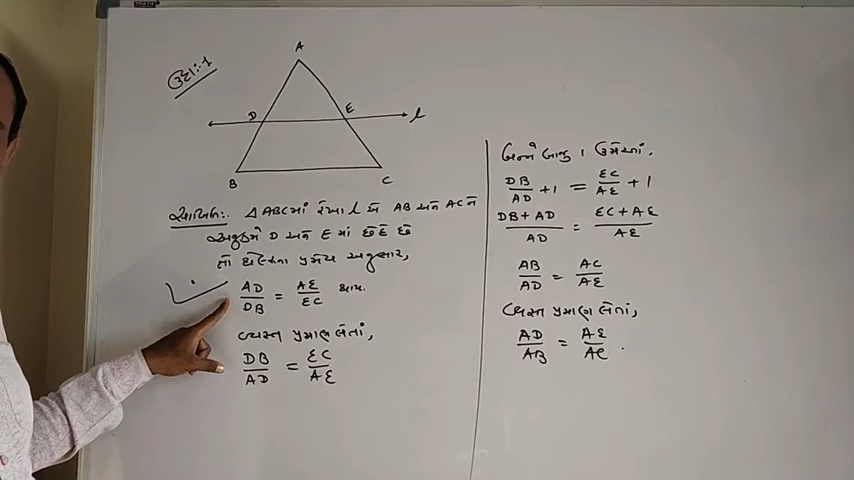 ઉદા:-1
A
D E l
B C
સાબિત:- △ABCમાં રેખા l એ AB અને ACને
અનુક્રમે D અને E માં છેદે છે
તો થેલ્સના પ્રમેય અનુસાર,
AD/DB = AE/EC થાય.
વ્યસ્ત પ્રમાણ લેતાં,
DB/AD = EC/AE
બન્ને બાજુ 1 ઉમેરતાં,
DB/AD + 1 = EC/AE + 1
DB + AD/AD = EC + AE/AE
AB/AD = AC/AE
વ્યસ્ત પ્રમાણ લેતાં,
AD/AB = AE/AC .